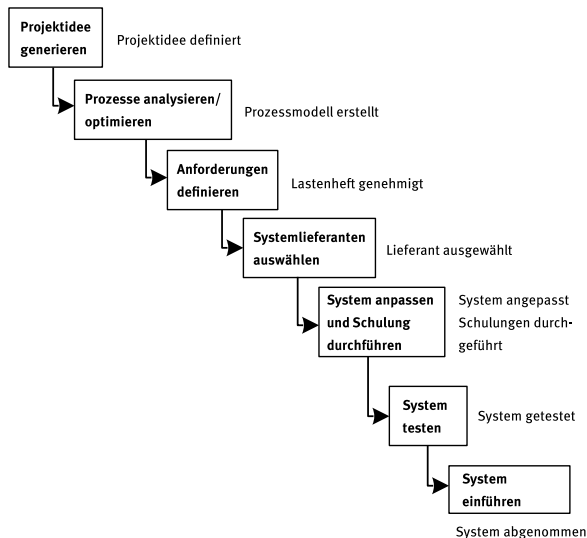 Projektidee
generieren
Projektidee definiert
Prozesse analysieren/
optimieren
Prozessmodell erstellt
Anforderungen
definieren
Lastenheft genehmigt
Systemlieferanten
auswählen
Lieferant ausgewählt
System anpassen
und Schulung
durchführen
System angepasst
Schulungen durch-
geführt
System
testen
System getestet
System
einführen
System abgenommen